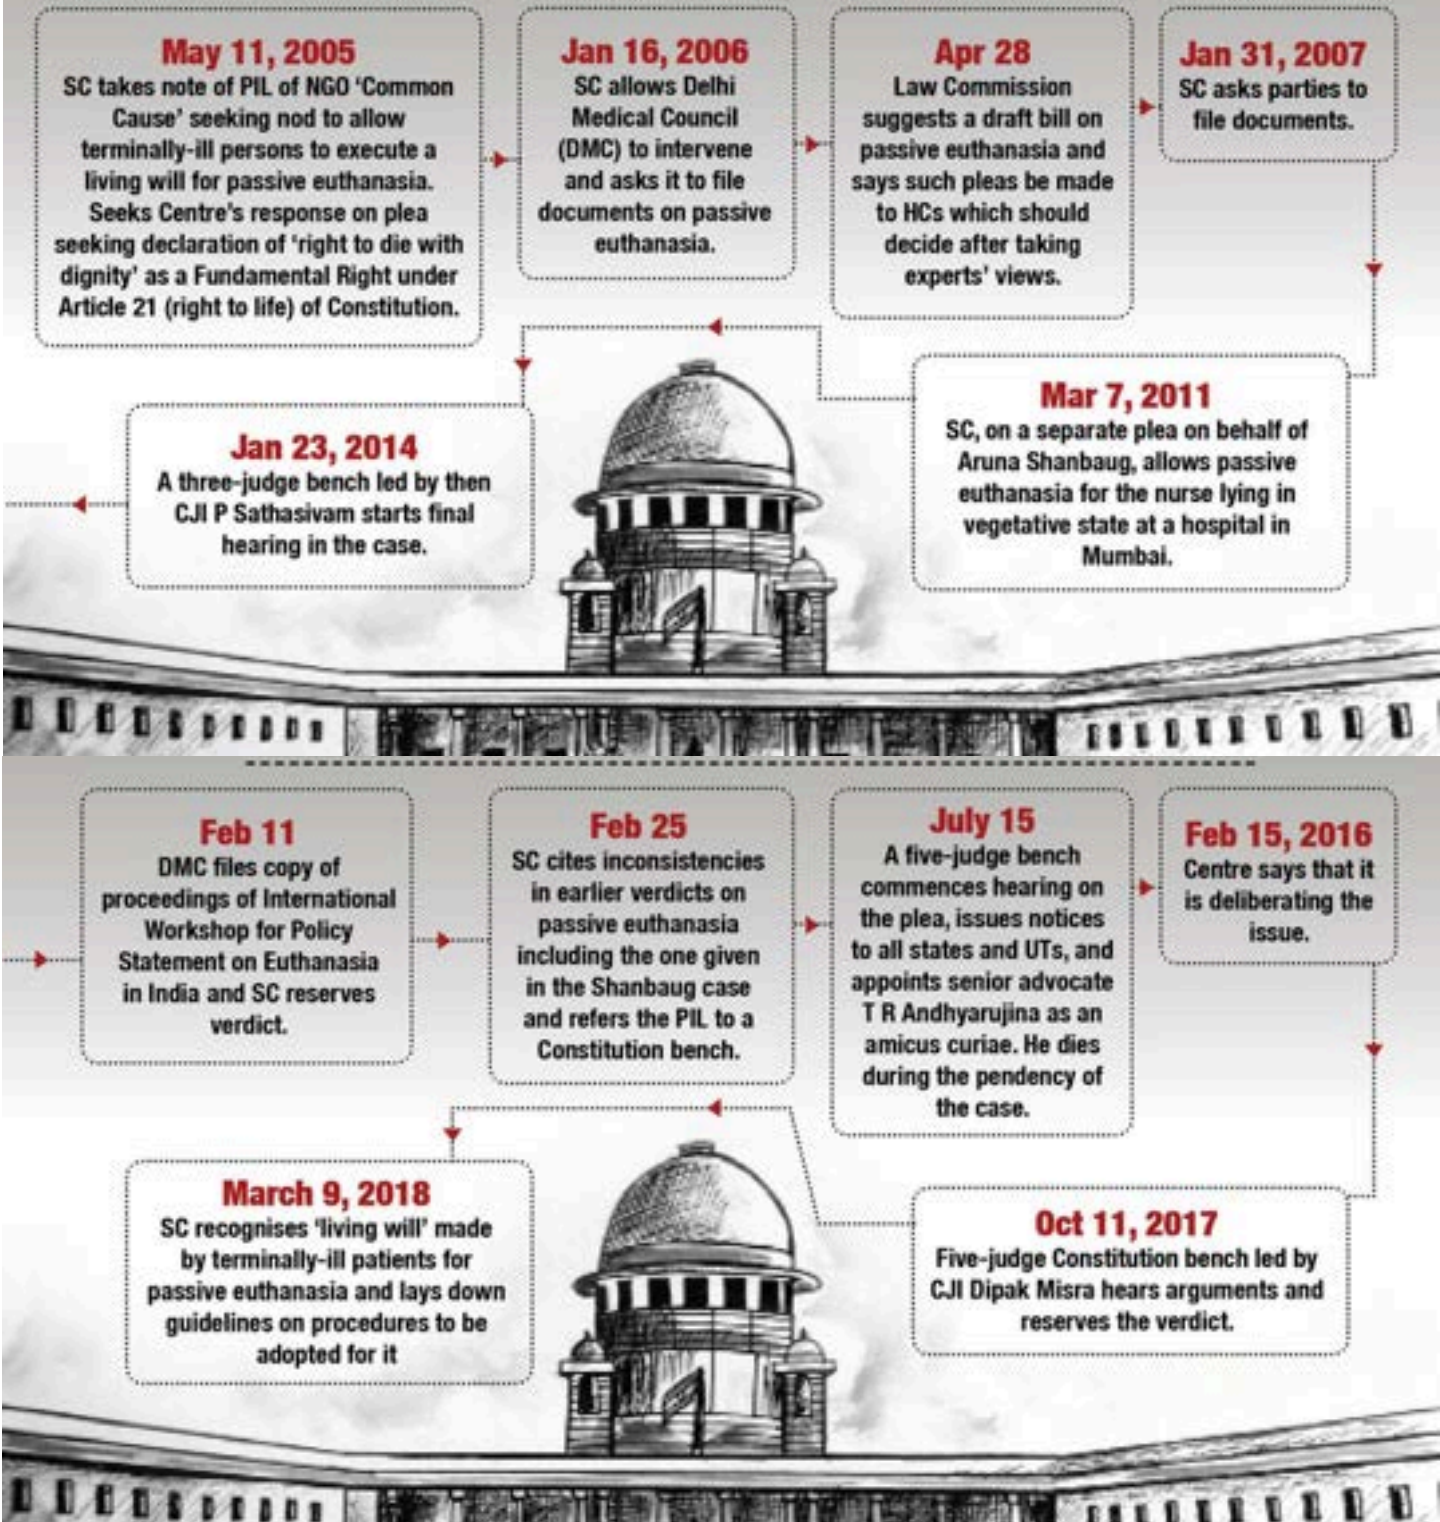 May 11, 2005
SC takes note of PIL of NGO ‘Common
Cause’ seeking nod to allow
terminally-ill persons to execute a
living will for passive euthanasia.
Seeks Centre’s response on plea
seeking declaration of ‘right to die with
dignity’ as a Fundamental Right under
Article 21 (right to life) of Constitution.
Jan 16, 2006
SC allows Delhi
Medical Council
(DMC) to intervene
and asks it to file
documents on passive
euthanasia.
Apr 28
Law Commission
suggests a draft bill on
passive euthanasia and
says such pleas be made
to HCs which should
decide after taking
experts’ views.
Jan 31, 2007
SC asks parties to
file documents.
Mar 7, 2011
SC, on a separate plea on behalf of
Aruna Shanbaug, allows passive
euthanasia for the nurse lying in
vegetative state at a hospital in
Mumbai.
Jan 23, 2014
A three-judge bench led by then
CJI P Sathasivam starts final
hearing in the case.
Feb 11
DMC files copy of
proceedings of International
Workshop for Policy
Statement on Euthanasia
in India and SC reserves
verdict.
Feb 25
SC cites inconsistencies
in earlier verdicts on
passive euthanasia
including the one given
in the Shanbaug case
and refers the PIL to a
Constitution bench.
July 15
A five-judge bench
commences hearing on
the plea, issues notices
to all states and UTs, and
appoints senior advocate
T R Andhyarujina as an
amicus curiae. He dies
during the pendency of
the case.
Feb 15, 2016
Centre says that it
is deliberating the
issue.
Oct 11, 2017
Five-judge Constitution bench led by
CJI Dipak Misra hears arguments and
reserves the verdict.
March 9, 2018
SC recognises ‘living will’ made
by terminally-ill patients for
passive euthanasia and lays down
guidelines on procedures to be
adopted for it